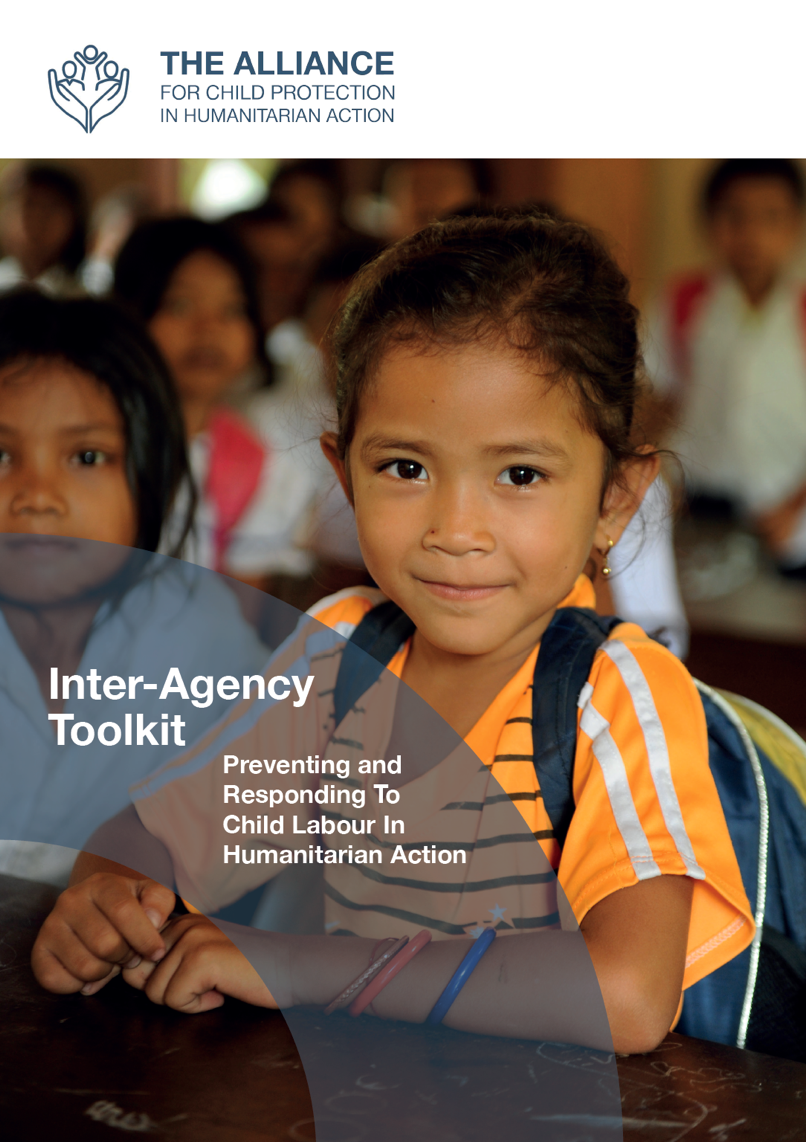 THE ALLIANCE
FOR CHILD PROTECTION
IN HUMANITARIAN ACTION
Inter-Agency
Toolkit
Preventing and
Responding To
Child Labour In
Humanitarian Action